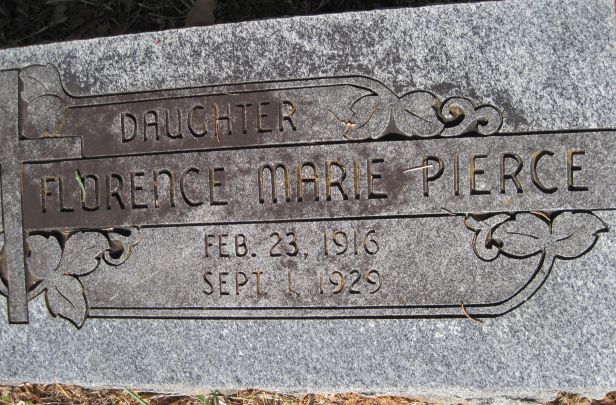 DAUGHTER
FLORENCE MARIE PIERCE
FEB. 23, 1916
SEPT. 1, 1929